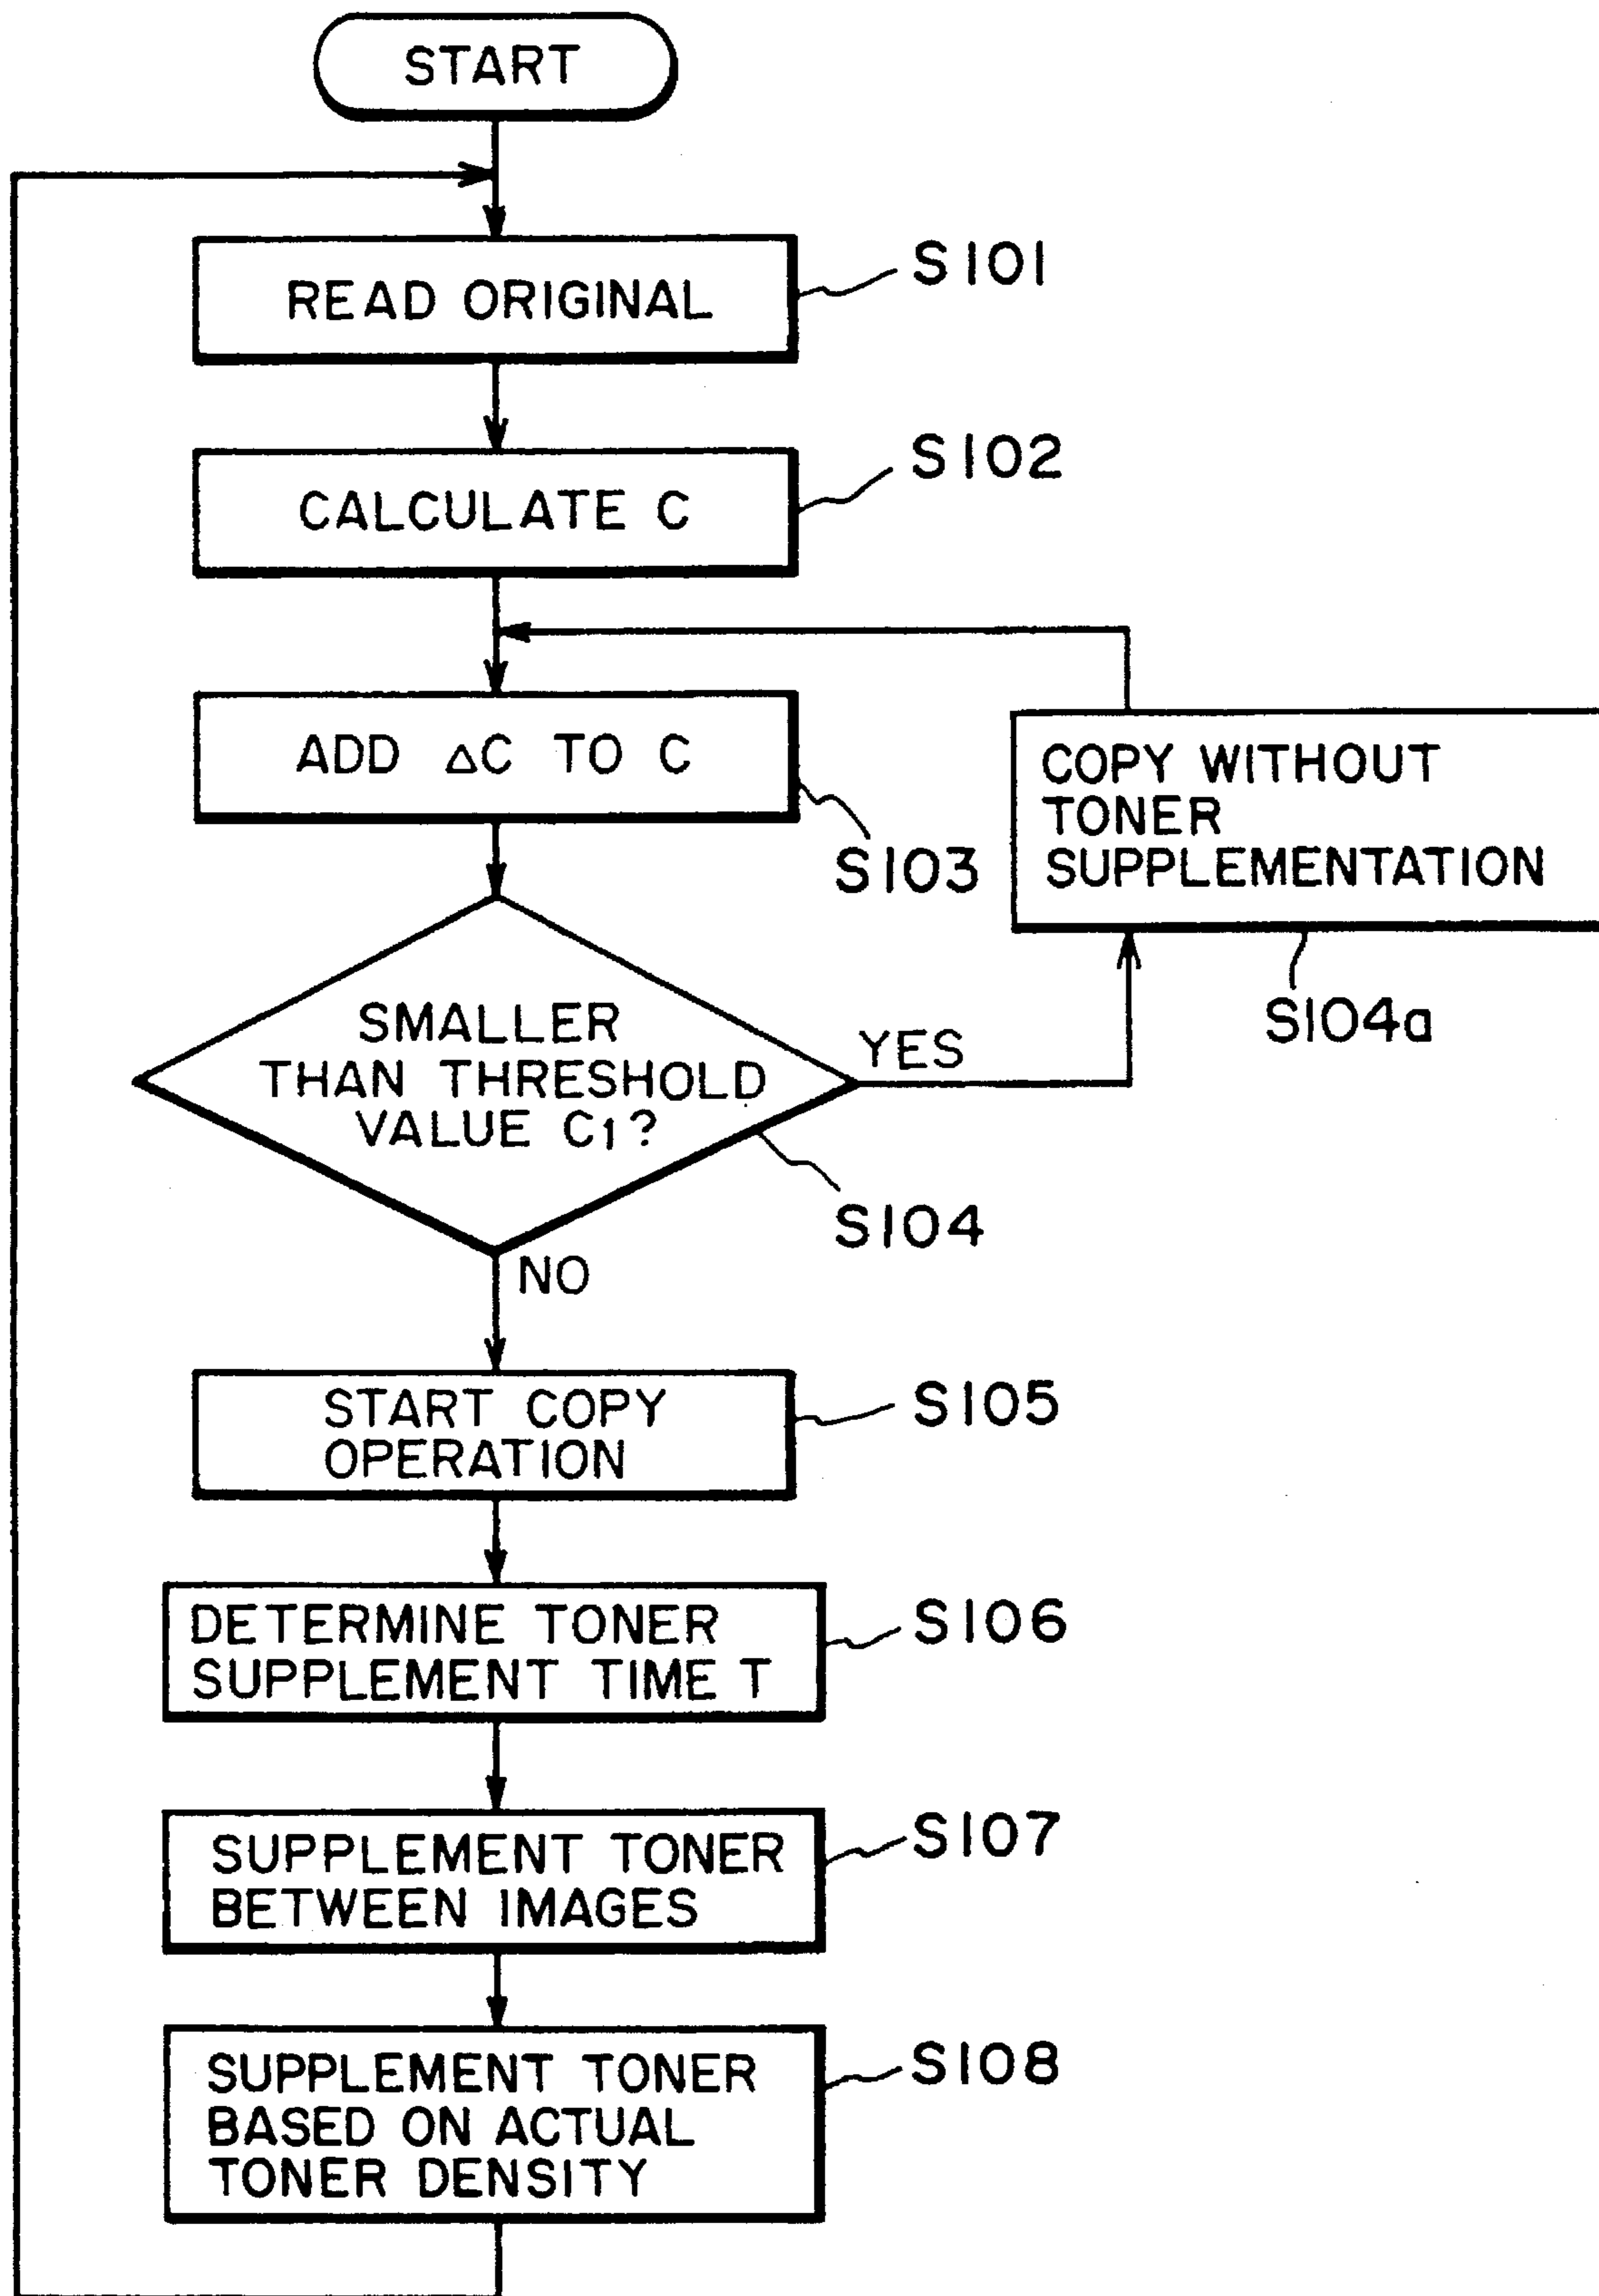 START
READ ORIGINAL
S101
CALCULATE C
S102
ADD ΔC TO C
S103
COPY WITHOUT
TONER
SUPPLEMENTATION
S104a
SMALLER
THAN THRESHOLD
VALUE C1?
YES
S104
NO
START COPY
OPERATION
S105
DETERMINE TONER
SUPPLEMENT TIME T
S106
SUPPLEMENT TONER
BETWEEN IMAGES
S107
SUPPLEMENT TONER
BASED ON ACTUAL
TONER DENSITY
S108